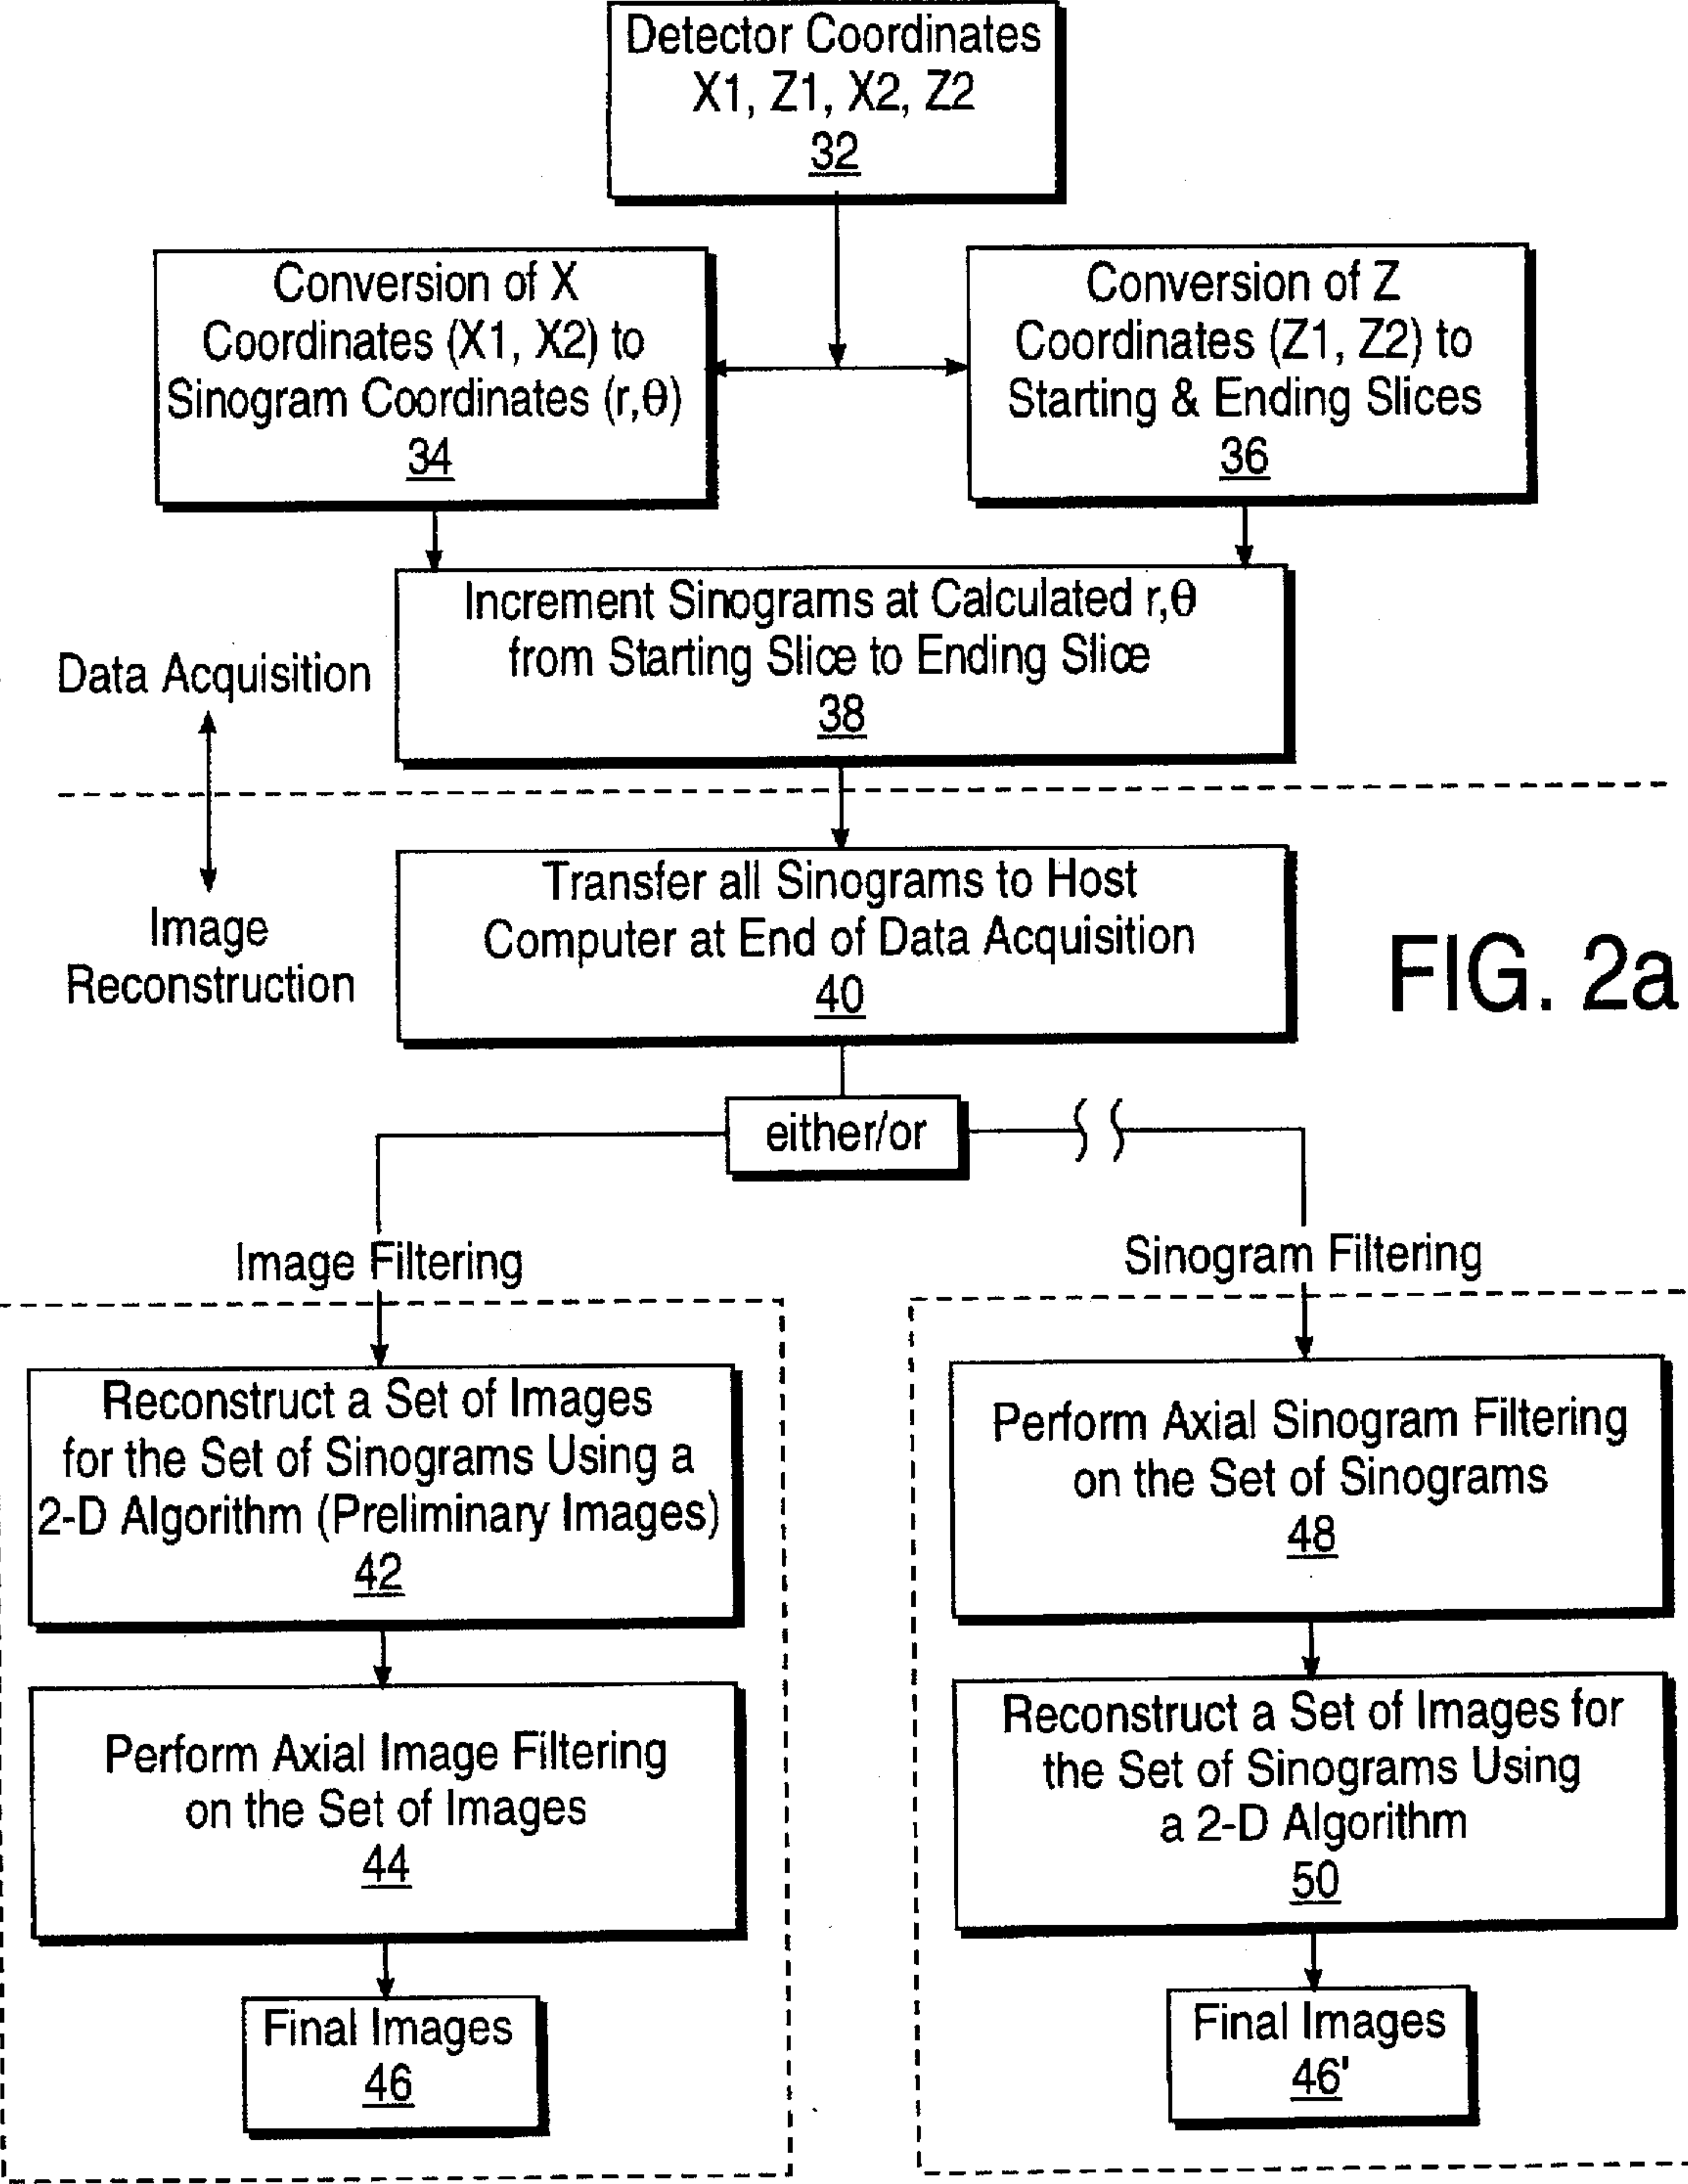 Detector Coordinates
X1, Z1, X2, Z2
32
Conversion of X
Coordinates (X1, X2) to
Sinogram Coordinates (r,θ)
34
Conversion of Z
Coordinates (Z1, Z2) to
Starting & Ending Slices
36
Increment Sinograms at Calculated r,θ
from Starting Slice to Ending Slice
38
Data Acquisition
Image
Reconstruction
Transfer all Sinograms to Host
Computer at End of Data Acquisition
40
FIG. 2a
either/or
Image Filtering
Reconstruct a Set of Images
for the Set of Sinograms Using a
2-D Algorithm (Preliminary Images)
42
Perform Axial Image Filtering
on the Set of Images
44
Final Images
46
Sinogram Filtering
Perform Axial Sinogram Filtering
on the Set of Sinograms
48
Reconstruct a Set of Images for
the Set of Sinograms Using
a 2-D Algorithm
50
Final Images
46'